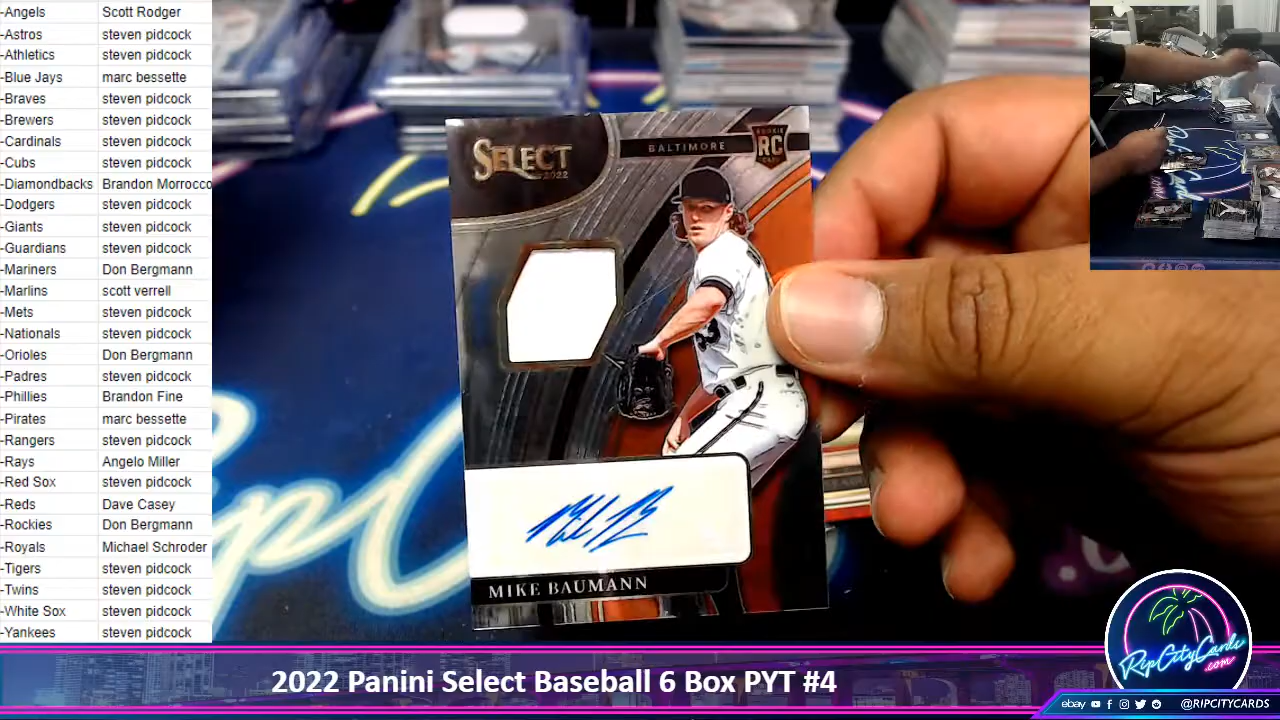 -Angels Scott Rodger
-Astros steven pidcock
-Athletics steven pidcock
-Blue Jays marc bessette
-Braves steven pidcock
-Brewers steven pidcock
-Cardinals steven pidcock
-Cubs steven pidcock
-Diamondbacks Brandon Morrocco
-Dodgers steven pidcock
-Giants steven pidcock
-Guardians steven pidcock
-Mariners Don Bergmann
-Marlins scott verrell
-Mets steven pidcock
-Nationals steven pidcock
-Orioles Don Bergmann
-Padres steven pidcock
-Phillies Brandon Fine
-Pirates marc bessette
-Rangers steven pidcock
-Rays Angelo Miller
-Red Sox steven pidcock
-Reds Dave Casey
-Rockies Don Bergmann
-Royals Michael Schroder
-Tigers steven pidcock
-Twins steven pidcock
-White Sox steven pidcock
-Yankees steven pidcock
SELECT
2022
BALTIMORE
ROOKIE
RC
MIKE BAUMANN
2022 Panini Select Baseball 6 Box PYT #4
RipCityCards
.com
ebay
@RIPCITYCARDS